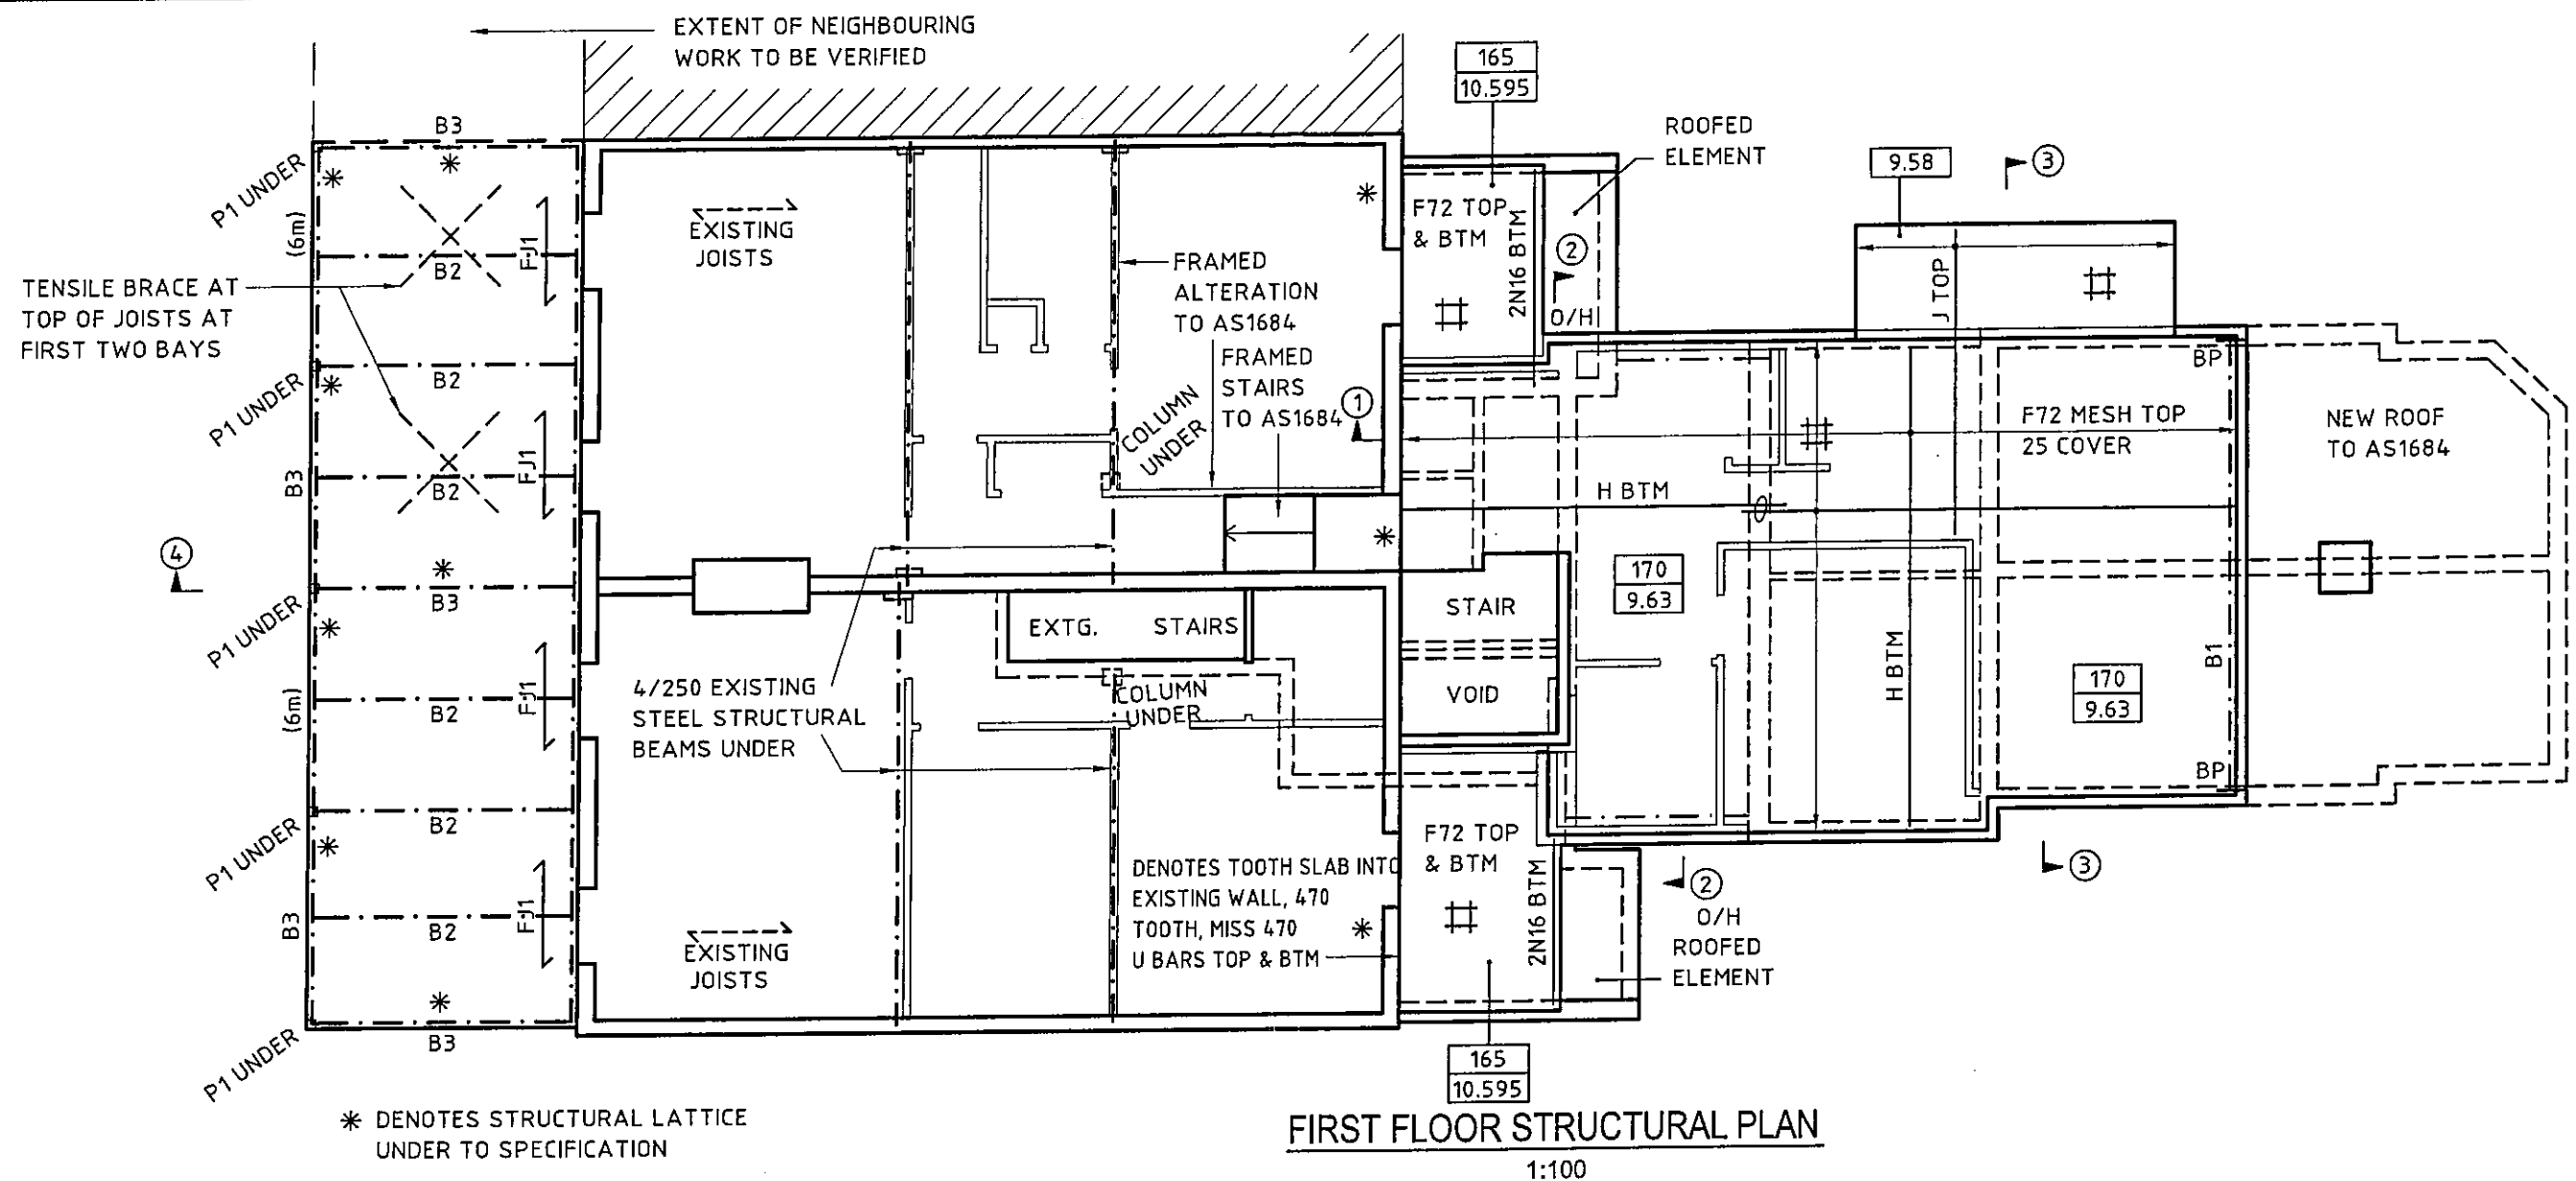 EXTENT OF NEIGHBOURING
WORK TO BE VERIFIED
165
10.595
ROOFED
ELEMENT
9.58
3
B3
P1 UNDER
(6m)
B2
FJ1
TENSILE BRACE AT
TOP OF JOISTS AT
FIRST TWO BAYS
EXISTING
JOISTS
FRAMED
ALTERATION
TO AS1684
FRAMED
STAIRS
TO AS1684
COLUMN
UNDER
1
F72 TOP
& BTM
2N16 BTM
2
O/H
J TOP
BP
F72 MESH TOP
25 COVER
NEW ROOF
TO AS1684
B2
P1 UNDER
B3
B2
FJ1
H BTM
4
B3
P1 UNDER
(6m)
B2
FJ1
EXTG. STAIRS
STAIR
VOID
170
9.63
H BTM
170
9.63
B1
BP
4/250 EXISTING
STEEL STRUCTURAL
BEAMS UNDER
COLUMN
UNDER
B2
P1 UNDER
B3
B2
FJ1
EXISTING
JOISTS
DENOTES TOOTH SLAB INTO
EXISTING WALL, 470
TOOTH, MISS 470
U BARS TOP & BTM
F72 TOP
& BTM
2N16 BTM
2
O/H
ROOFED
ELEMENT
3
B3
P1 UNDER
165
10.595
* DENOTES STRUCTURAL LATTICE
UNDER TO SPECIFICATION
FIRST FLOOR STRUCTURAL PLAN
1:100